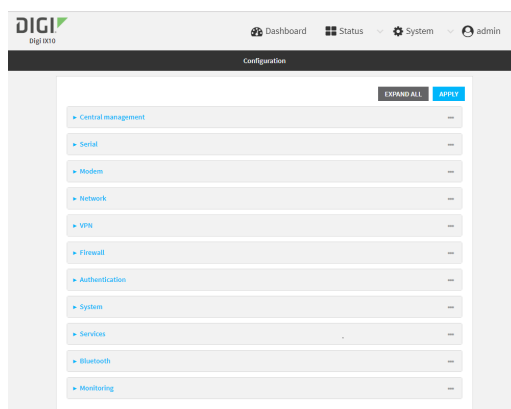 DIGI
Digi IX10
Dashboard
Status
System
admin
Configuration
EXPAND ALL
APPLY
Central management
Serial
Modem
Network
VPN
Firewall
Authentication
System
Services
Bluetooth
Monitoring